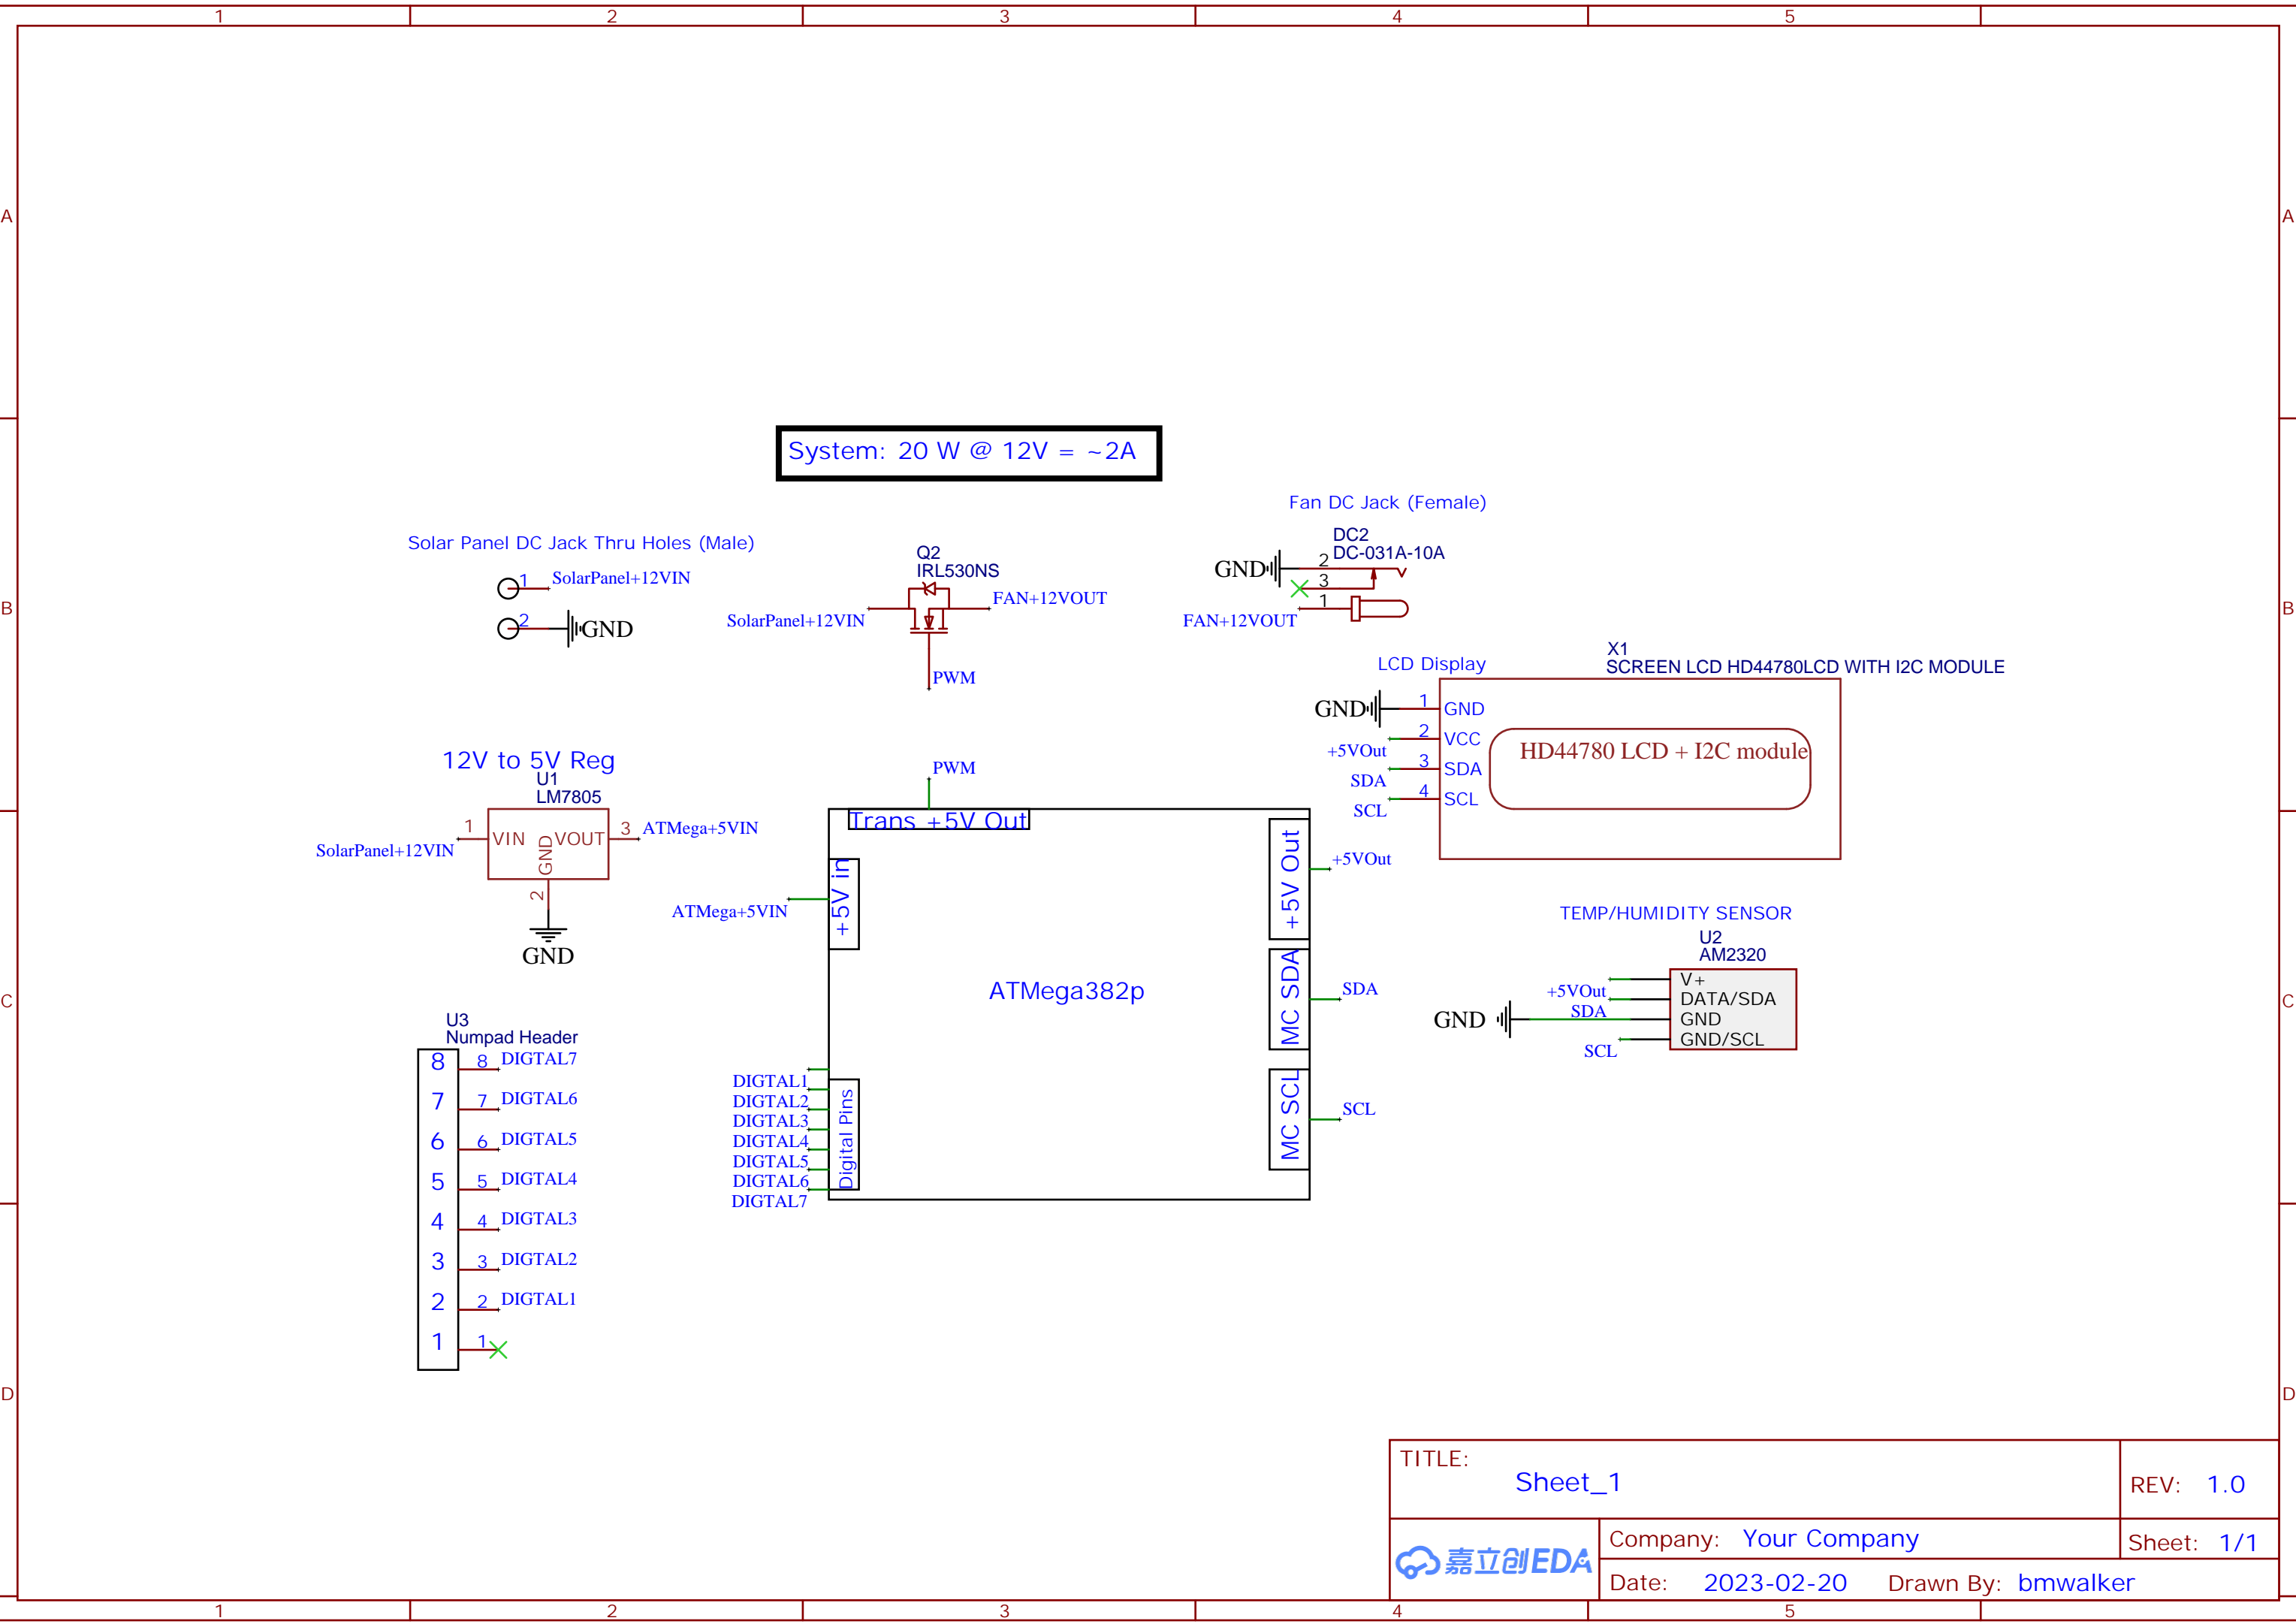 1 2 3 4 5
A A
B B
C C
D D
System: 20 W @ 12V = ~2A
Solar Panel DC Jack Thru Holes (Male)
1 SolarPanel+12VIN
2 GND
Q2
IRL530NS
SolarPanel+12VIN
FAN+12VOUT
PWM
Fan DC Jack (Female)
DC2
DC-031A-10A
GND 2
3
1
FAN+12VOUT
LCD Display
X1
SCREEN LCD HD44780LCD WITH I2C MODULE
GND 1 GND
+5VOut 2 VCC
SDA 3 SDA
SCL 4 SCL
HD44780 LCD + I2C module
12V to 5V Reg
U1
LM7805
SolarPanel+12VIN 1 VIN
GND
VOUT 3 ATMega+5VIN
2
GND
PWM
Trans +5V Out
+5V in
ATMega+5VIN
ATMega382p
+5V Out
+5VOut
MC SDA
SDA
MC SCL
SCL
Digital Pins
DIGTAL1
DIGTAL2
DIGTAL3
DIGTAL4
DIGTAL5
DIGTAL6
DIGTAL7
TEMP/HUMIDITY SENSOR
U2
AM2320
+5VOut V+
SDA DATA/SDA
GND GND
SCL GND/SCL
U3
Numpad Header
8 8 DIGTAL7
7 7 DIGTAL6
6 6 DIGTAL5
5 5 DIGTAL4
4 4 DIGTAL3
3 3 DIGTAL2
2 2 DIGTAL1
1 1
TITLE:
Sheet_1
REV: 1.0
嘉立创EDA
Company: Your Company
Sheet: 1/1
Date: 2023-02-20
Drawn By: bmwalker
1 2 3 4 5